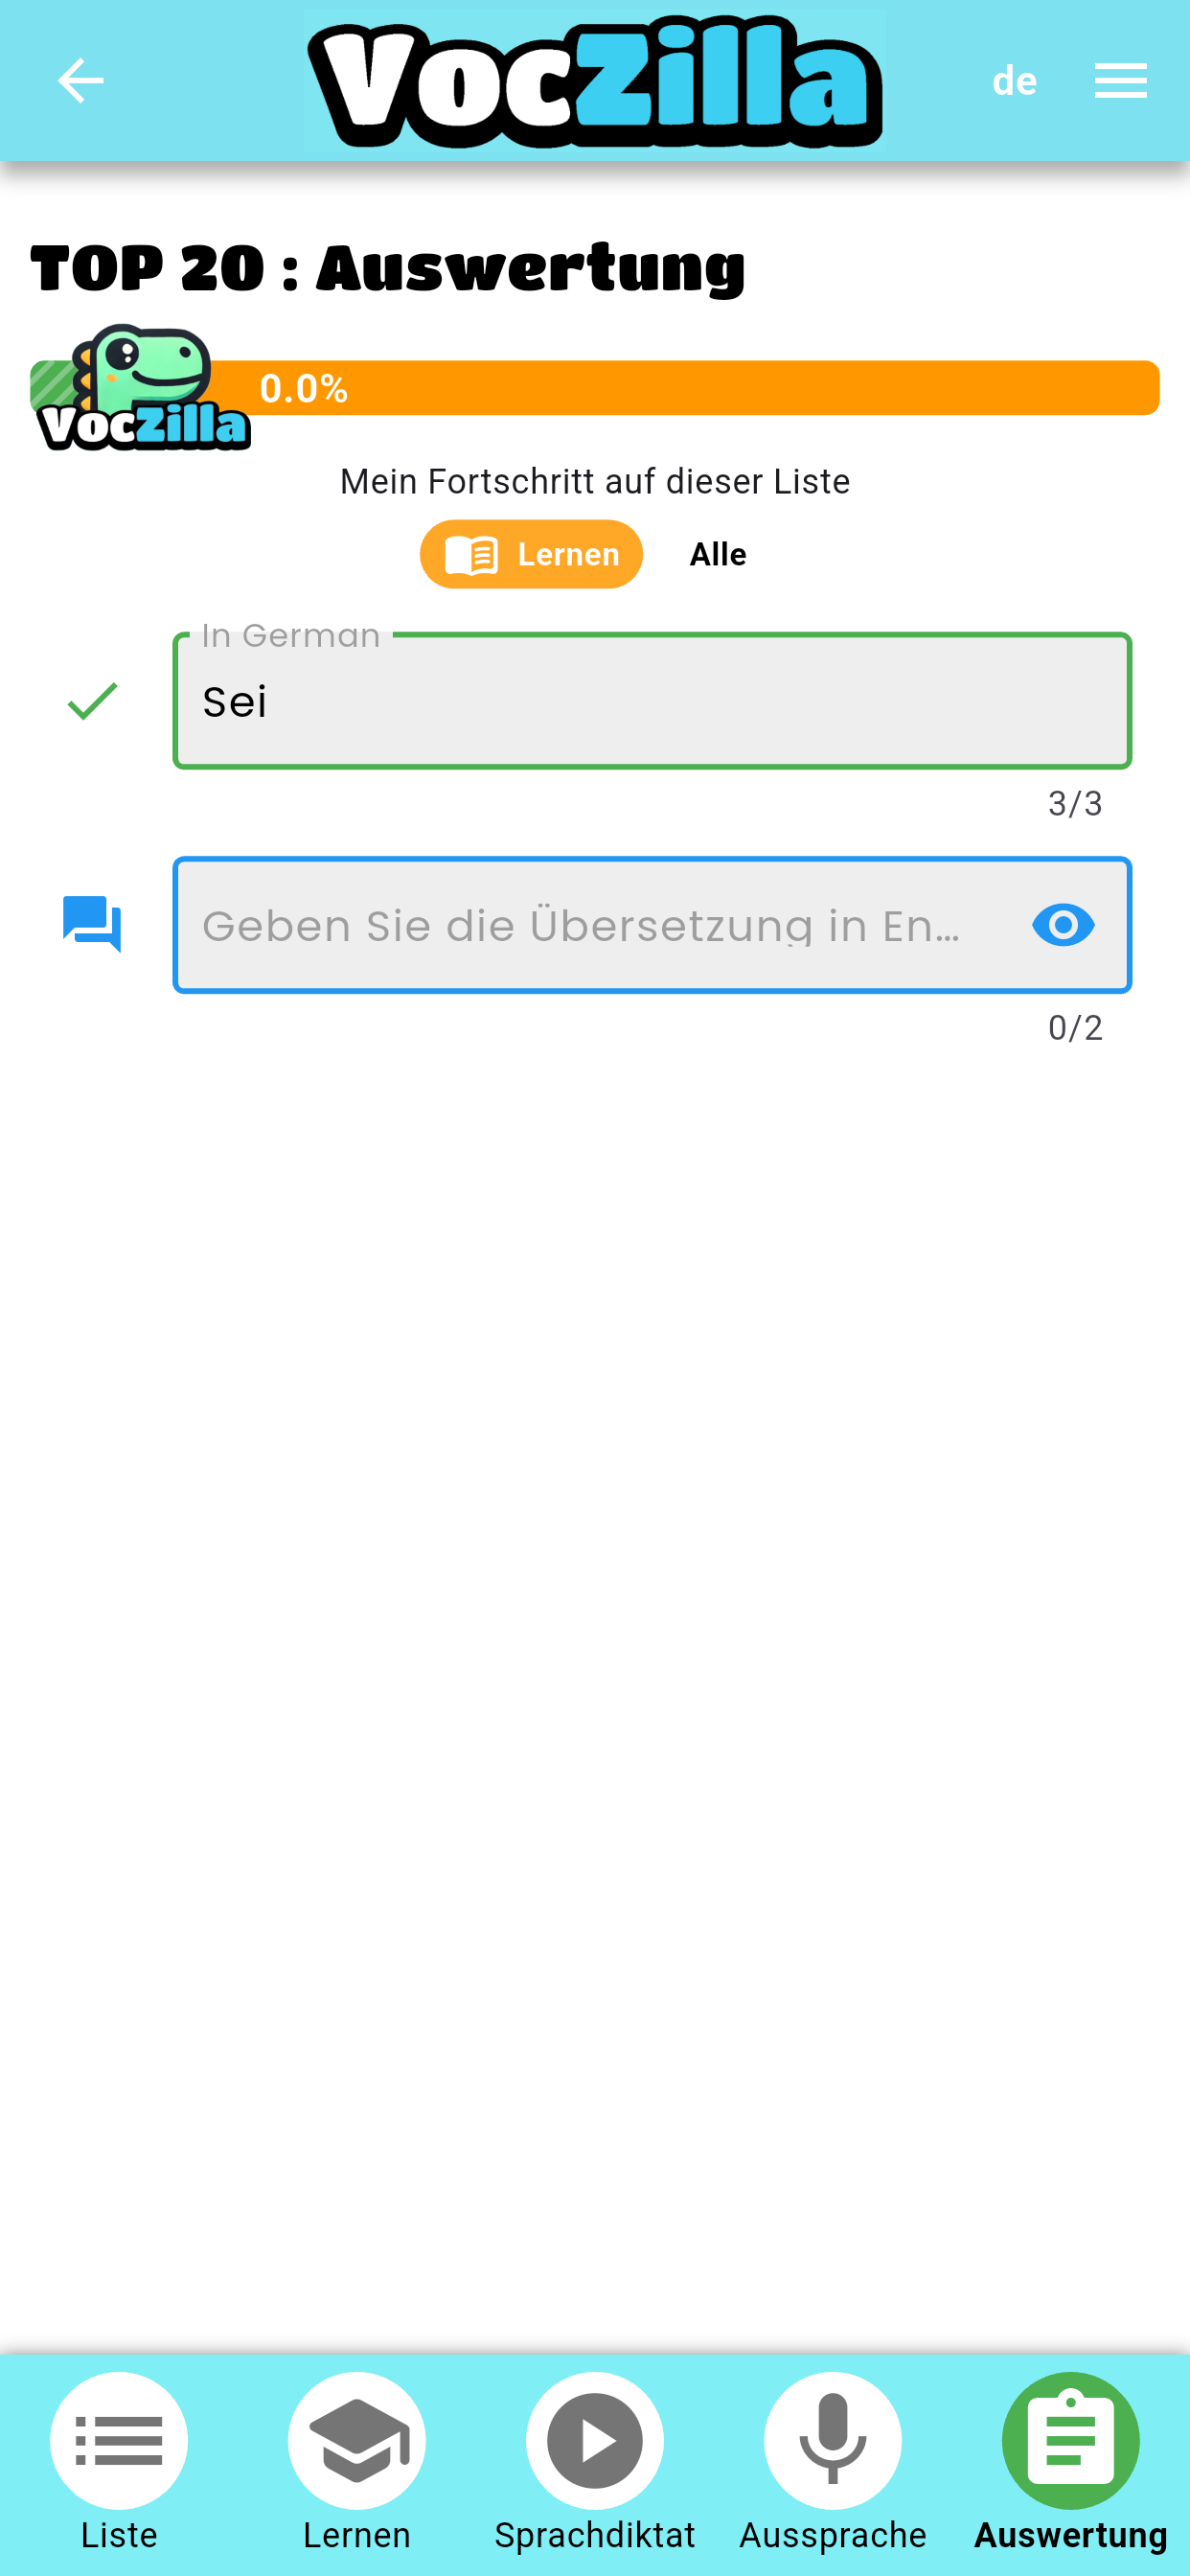 VocZilla
de
TOP 20 : Auswertung
VocZilla
0.0%
Mein Fortschritt auf dieser Liste
Lernen Alle
In German
Sei
3/3
Geben Sie die Übersetzung in En...
0/2
Liste Lernen Sprachdiktat Aussprache Auswertung